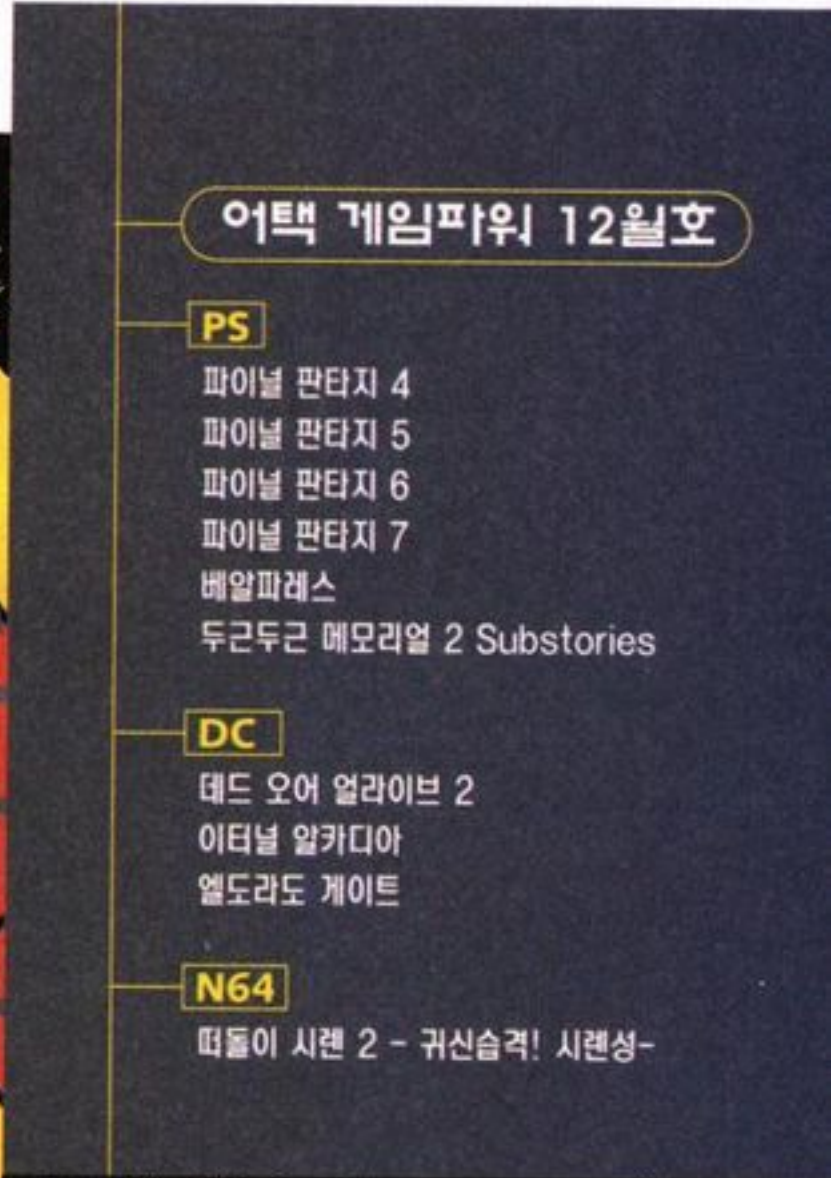 어택 게임파워 12월호
PS
파이널 판타지 4
파이널 판타지 5
파이널 판타지 6
파이널 판타지 7
베알파레스
두근두근 메모리얼 2 Substories
DC
데드 오어 얼라이브 2
이터널 알카디아
엘도라도 게이트
N64
떠돌이 시렌 2 - 귀신습격! 시렌성-